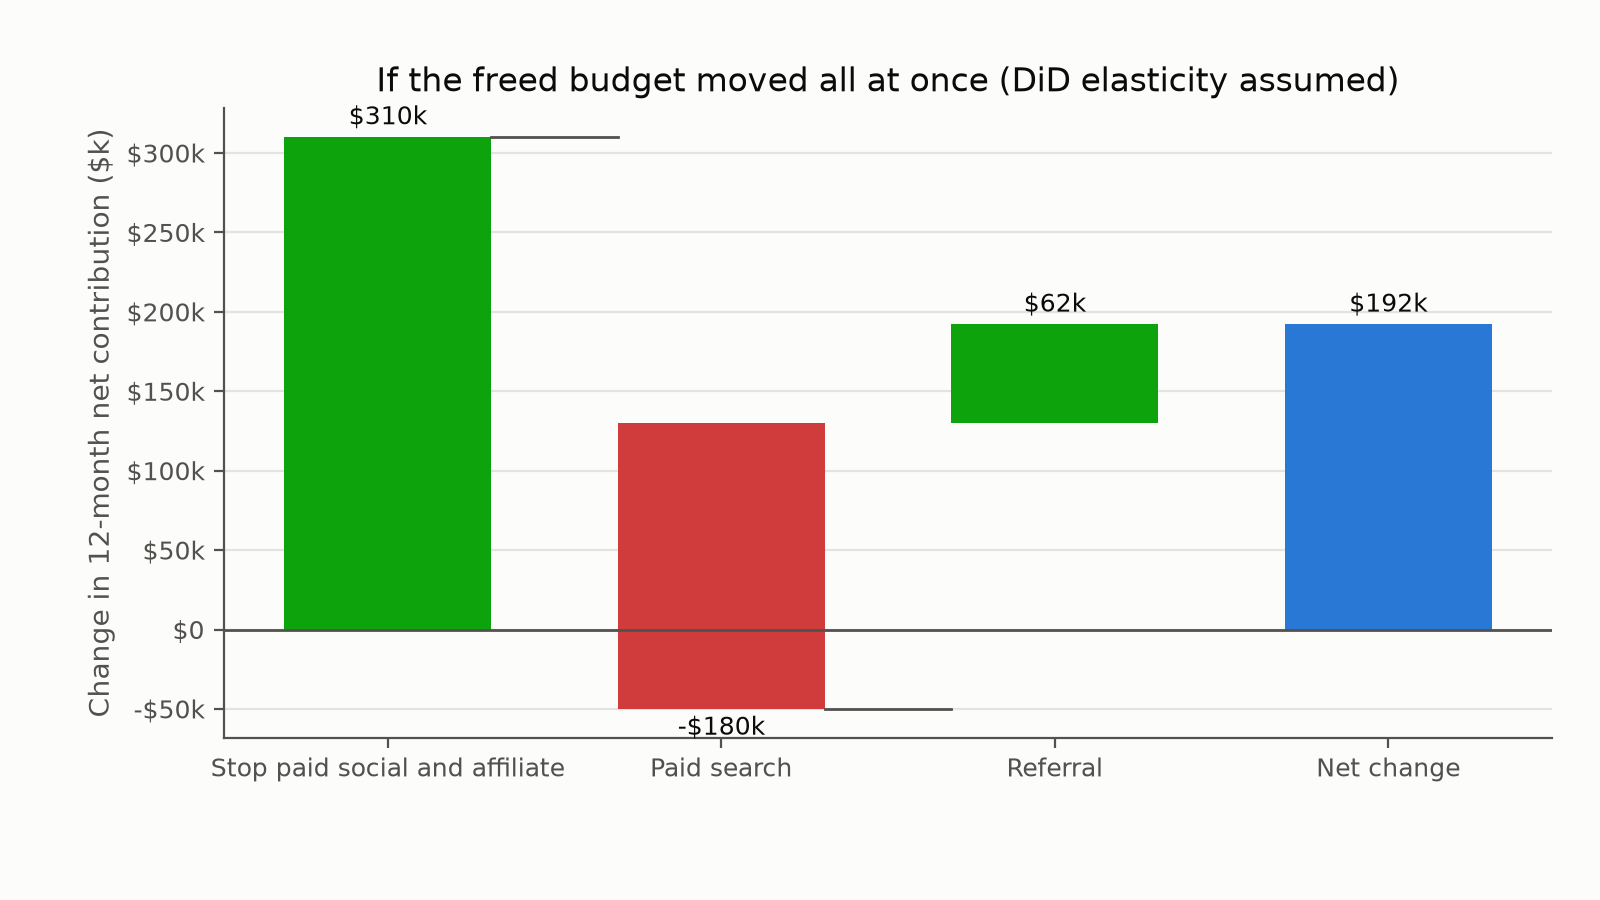 If the freed budget moved all at once (DiD elasticity assumed)
Change in 12-month net contribution ($k)
$300k
$250k
$200k
$150k
$100k
$50k
$0
-$50k
$310k
-$180k
$62k
$192k
Stop paid social and affiliate
Paid search
Referral
Net change